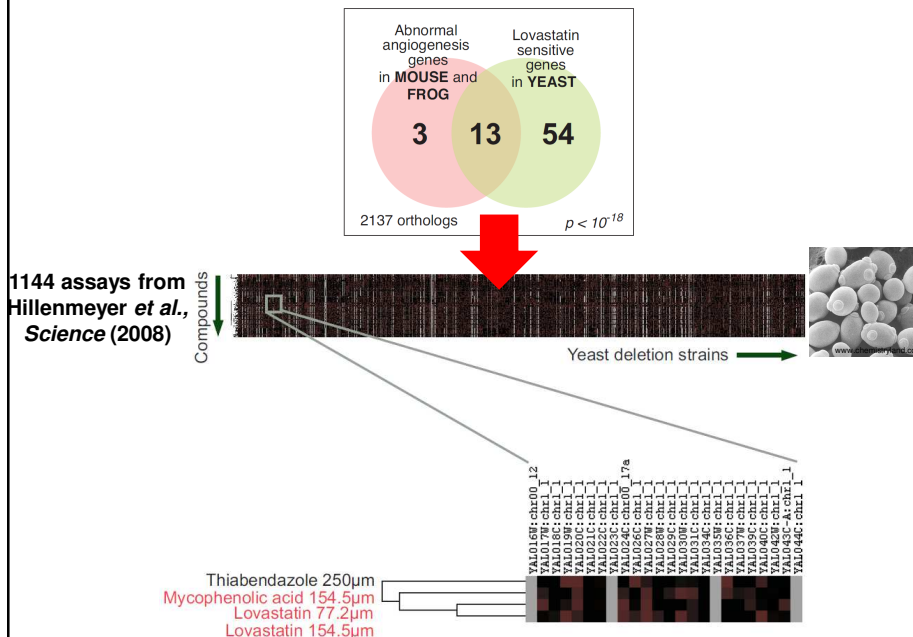 Abnormal
angiogenesis
genes
in MOUSE and
FROG
Lovastatin
sensitive
genes
in YEAST
3
13
54
2137 orthologs
p < 10-18
1144 assays from
Hillenmeyer et al.,
Science (2008)
Compounds
Yeast deletion strains
www.chemistryland.c
YAL016W:chr00_12
YAL017W:chr1_1
YAL018C:chr1_1
YAL019W:chr1_1
YAL020C:chr1_1
YAL021C:chr1_1
YAL022C:chr1_1
YAL023C:chr1_1
YAL024C:chr00_17a
YAL026C:chr1_1
YAL027W:chr1_1
YAL028W:chr1_1
YAL029C:chr1_1
YAL030W:chr1_1
YAL031C:chr1_1
YAL034C:chr1_1
YAL035W:chr1_1
YAL036C:chr1_1
YAL037W:chr1_1
YAL039C:chr1_1
YAL040C:chr1_1
YAL042W:chr1_1
YAL043C-A:chr1_1
YAL044C:chr1 1
Thiabendazole 250µm
Mycophenolic acid 154.5µm
Lovastatin 77.2µm
Lovastatin 154.5µm